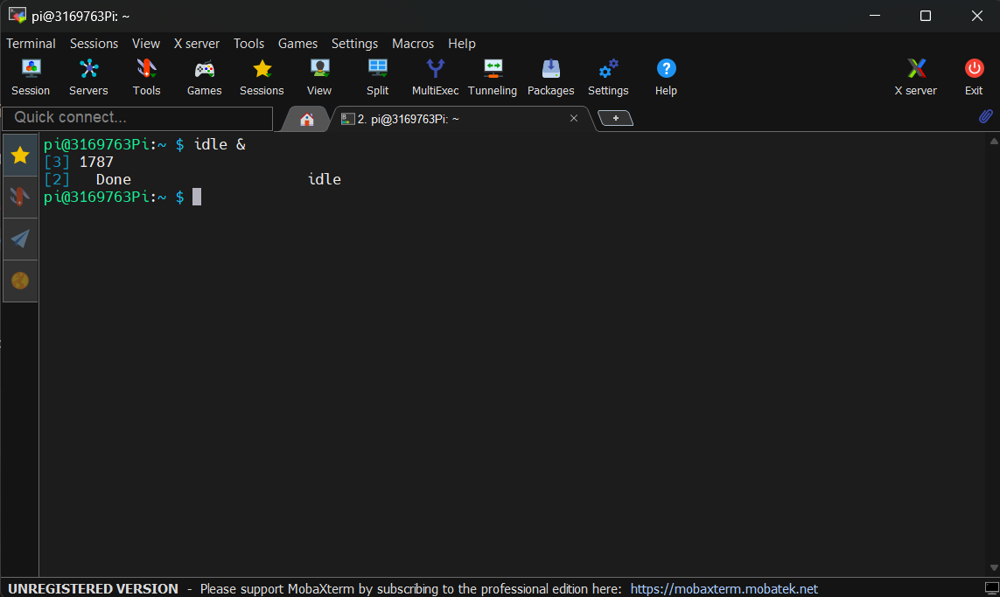 pi@3169763Pi: ~
Terminal Sessions View X server Tools Games Settings Macros Help
Session Servers Tools Games Sessions View Split MultiExec Tunneling Packages Settings Help X server Exit
Quick connect... 2. pi@3169763Pi: ~
pi@3169763Pi:~ $ idle &
[3] 1787
[2]   Done                    idle
pi@3169763Pi:~ $
UNREGISTERED VERSION - Please support MobaXterm by subscribing to the professional edition here: https://mobaxterm.mobatek.net